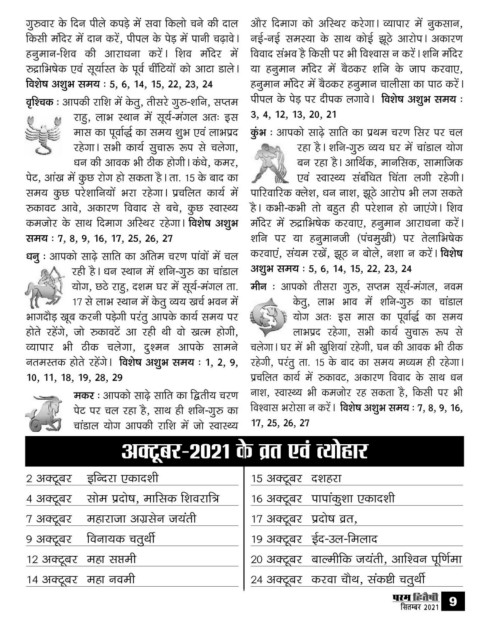 गुरुवार के दिन पीले कपड़े में सवा किलो चने की दाल
किसी मंदिर में दान करें, पीपल के पेड़ में पानी चढ़ावे।
हनुमान-शिव की आराधना करें। शिव मंदिर में
रुद्राभिषेक एवं सूर्यास्त के पूर्व चींटियों को आटा डाले।
विशेष अशुभ समय : 5, 6, 14, 15, 22, 23, 24
वृश्चिक : आपकी राशि में केतु, तीसरे गुरु-शनि, सप्तम
राहु, लाभ स्थान में सूर्य-मंगल अतः इस
मास का पूर्वार्द्ध का समय शुभ एवं लाभप्रद
रहेगा। सभी कार्य सुचारू रूप से चलेगा,
धन की आवक भी ठीक होगी। कंधे, कमर,
पेट, आंख में कुछ रोग हो सकता है। ता. 15 के बाद का
समय कुछ परेशानियों भरा रहेगा। प्रचलित कार्य में
रुकावट आवे, अकारण विवाद से बचे, कुछ स्वास्थ्य
कमजोर के साथ दिमाग अस्थिर रहेगा। विशेष अशुभ
समय : 7, 8, 9, 16, 17, 25, 26, 27
धनु : आपको साढ़े साति का अंतिम चरण पांवों में चल
रही है। धन स्थान में शनि-गुरु का चांडाल
योग, छठे राहु, दशम घर में सूर्य-मंगल ता.
17 से लाभ स्थान में केतु व्यय खर्च भवन में
भागदौड़ खूब करनी पड़ेगी परंतु आपके कार्य समय पर
होते रहेंगे, जो रुकावटें आ रही थी वो खत्म होगी,
व्यापार भी ठीक चलेगा, दुश्मन आपके सामने
नतमस्तक होते रहेंगे। विशेष अशुभ समय : 1, 2, 9,
10, 11, 18, 19, 28, 29
मकर : आपको साढ़े साति का द्वितीय चरण
पेट पर चल रहा है, साथ ही शनि-गुरु का
चांडाल योग आपकी राशि में जो स्वास्थ्य
और दिमाग को अस्थिर करेगा। व्यापार में नुकसान,
नई-नई समस्या के साथ कोई झूठे आरोप। अकारण
विवाद संभव है किसी पर भी विश्वास न करें। शनि मंदिर
या हनुमान मंदिर में बैठकर शनि के जाप करवाए,
हनुमान मंदिर में बैठकर हनुमान चालीसा का पाठ करें।
पीपल के पेड़ पर दीपक लगावे। विशेष अशुभ समय :
3, 4, 12, 13, 20, 21
कुंभ : आपको साढ़े साति का प्रथम चरण सिर पर चल
रहा है। शनि-गुरु व्यय घर में चांडाल योग
बन रहा है। आर्थिक, मानसिक, सामाजिक
एवं स्वास्थ्य संबंधित चिंता लगी रहेगी।
पारिवारिक क्लेश, धन नाश, झूठे आरोप भी लग सकते
है। कभी-कभी तो बहुत ही परेशान हो जाएंगे। शिव
मंदिर में रुद्राभिषेक करवाए, हनुमान आराधना करें।
शनि पर या हनुमानजी (पंचमुखी) पर तेलाभिषेक
करवाएं, संयम रखें, झूठ न बोले, नशा न करें। विशेष
अशुभ समय : 5, 6, 14, 15, 22, 23, 24
मीन : आपको तीसरा गुरु, सप्तम सूर्य-मंगल, नवम
केतु, लाभ भाव में शनि-गुरु का चांडाल
योग अतः इस मास का पूर्वार्द्ध का समय
लाभप्रद रहेगा, सभी कार्य सुचारू रूप से
चलेगा। घर में भी खुशियां रहेगी, धन की आवक भी ठीक
रहेगी, परंतु ता. 15 के बाद का समय मध्यम ही रहेगा।
प्रचलित कार्य में रुकावट, अकारण विवाद के साथ धन
नाश, स्वास्थ्य भी कमजोर रह सकता है, किसी पर भी
विश्वास भरोसा न करें। विशेष अशुभ समय : 7, 8, 9, 16,
17, 25, 26, 27
अक्टूबर-2021 के व्रत एवं त्योहार
2 अक्टूबर इन्दिरा एकादशी
4 अक्टूबर सोम प्रदोष, मासिक शिवरात्रि
7 अक्टूबर महाराजा अग्रसेन जयंती
9 अक्टूबर विनायक चतुर्थी
12 अक्टूबर महा सप्तमी
14 अक्टूबर महा नवमी
15 अक्टूबर दशहरा
16 अक्टूबर पापांकुशा एकादशी
17 अक्टूबर प्रदोष व्रत,
19 अक्टूबर ईद-उल-मिलाद
20 अक्टूबर बाल्मीकि जयंती, आश्विन पूर्णिमा
24 अक्टूबर करवा चौथ, संकष्टी चतुर्थी
परम हितैषी
सितम्बर 2021
9